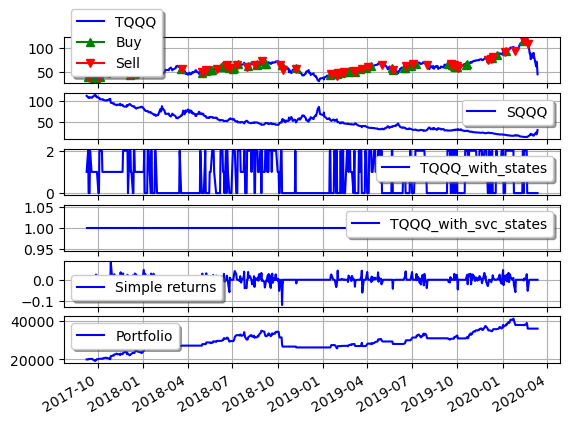 TQQQ
Buy
Sell
100
50
SQQQ
100
50
TQQQ_with_states
2
0
TQQQ_with_svc_states
1.05
1.00
0.95
Simple returns
0.0
−0.1
Portfolio
40000
20000
2017-10 2018-01 2018-04 2018-07 2018-10 2019-01 2019-04 2019-07 2019-10 2020-01 2020-04